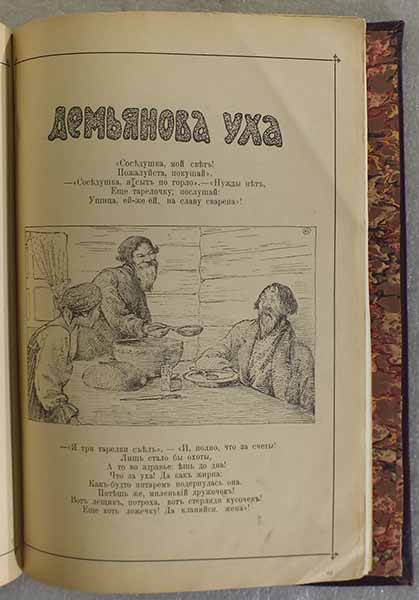 ДЕМЬЯНОВА УХА
«Сосѣдушка, мой свѣтъ!
Пожалуйста, покушай».
—«Сосѣдушка, я сытъ по горло».—«Нужды нѣтъ,
Еще тарелочку; послушай:
Ушица, ей-же-ей, на славу сварена»!
—«Я три тарелки съѣлъ», — «И, полно, что за счеты!
Лишь стало бы охоты,
А то во здравье: ѣшь до дна!
Что за уха! Да какъ жирна:
Какъ-будто янтаремъ подернулась она.
Потѣшь же, миленькій дружочекъ!
Вотъ лещикъ, потроха, вотъ стерляди кусочекъ!
Еще хоть ложечку! Да кланяйся, жена»!